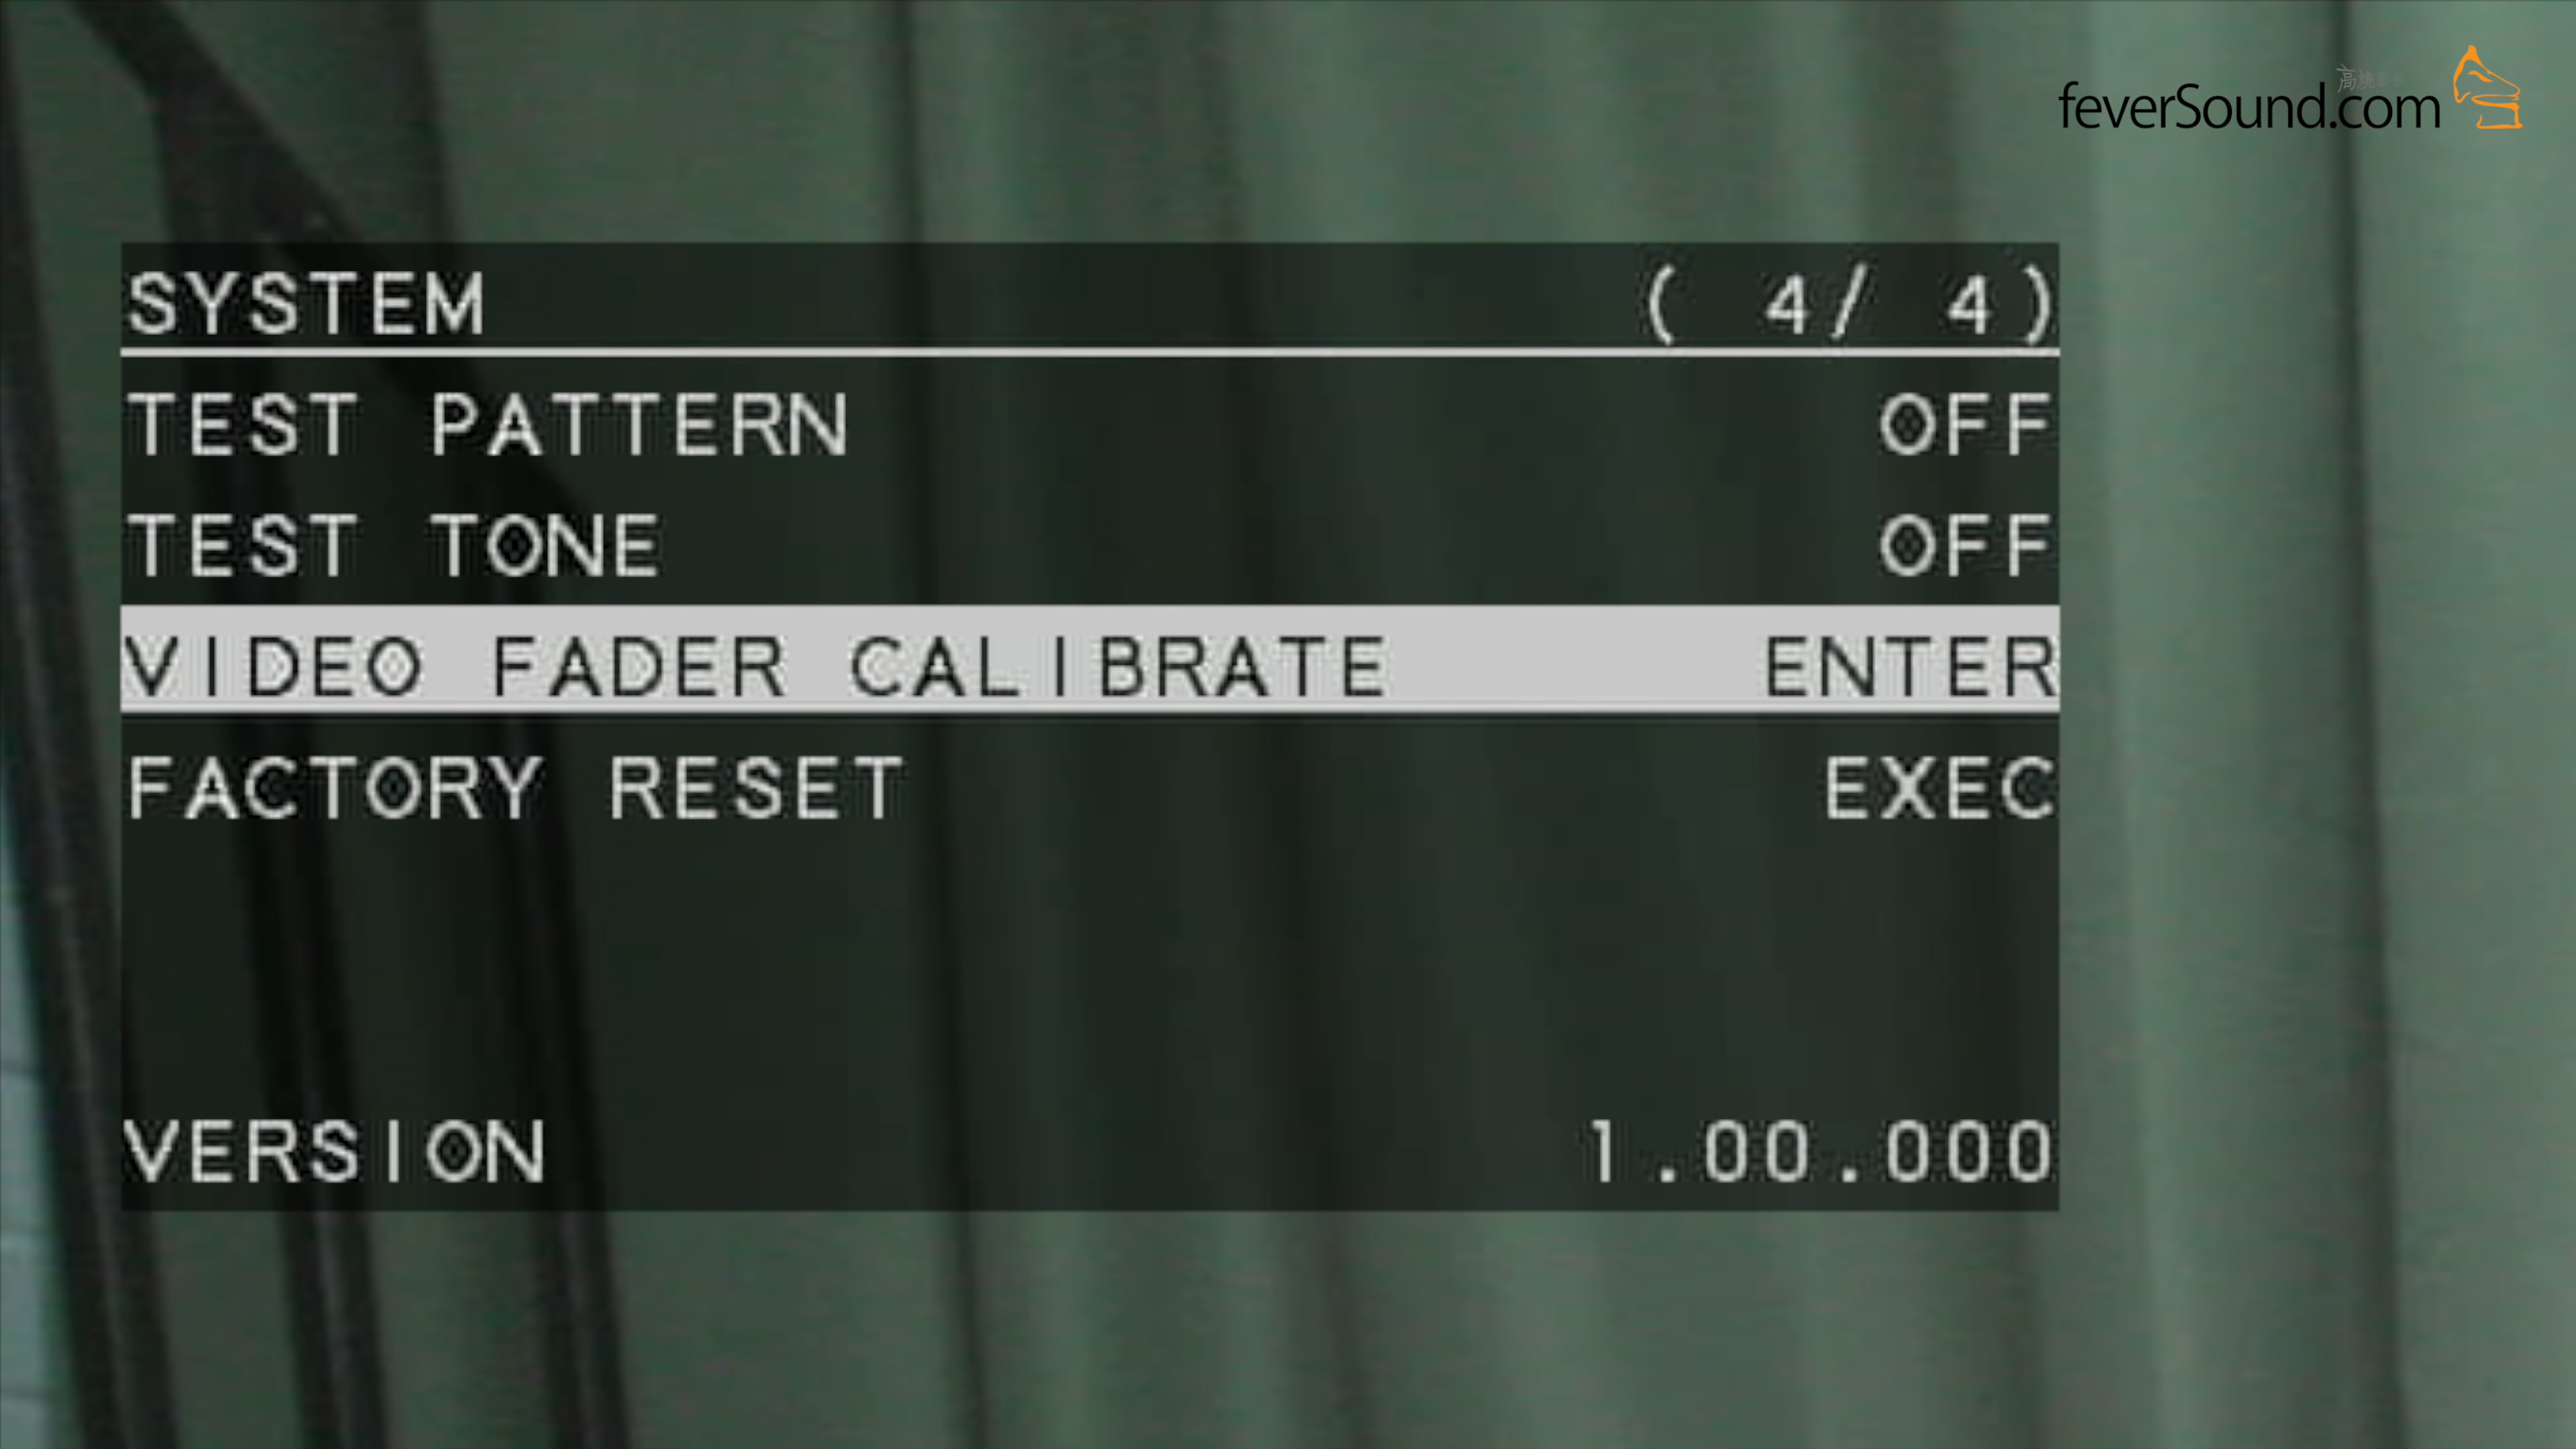 feverSound.com
SYSTEM ( 4/ 4)
TEST PATTERN OFF
TEST TONE OFF
VIDEO FADER CALIBRATE ENTER
FACTORY RESET EXEC
VERSION 1.00.000